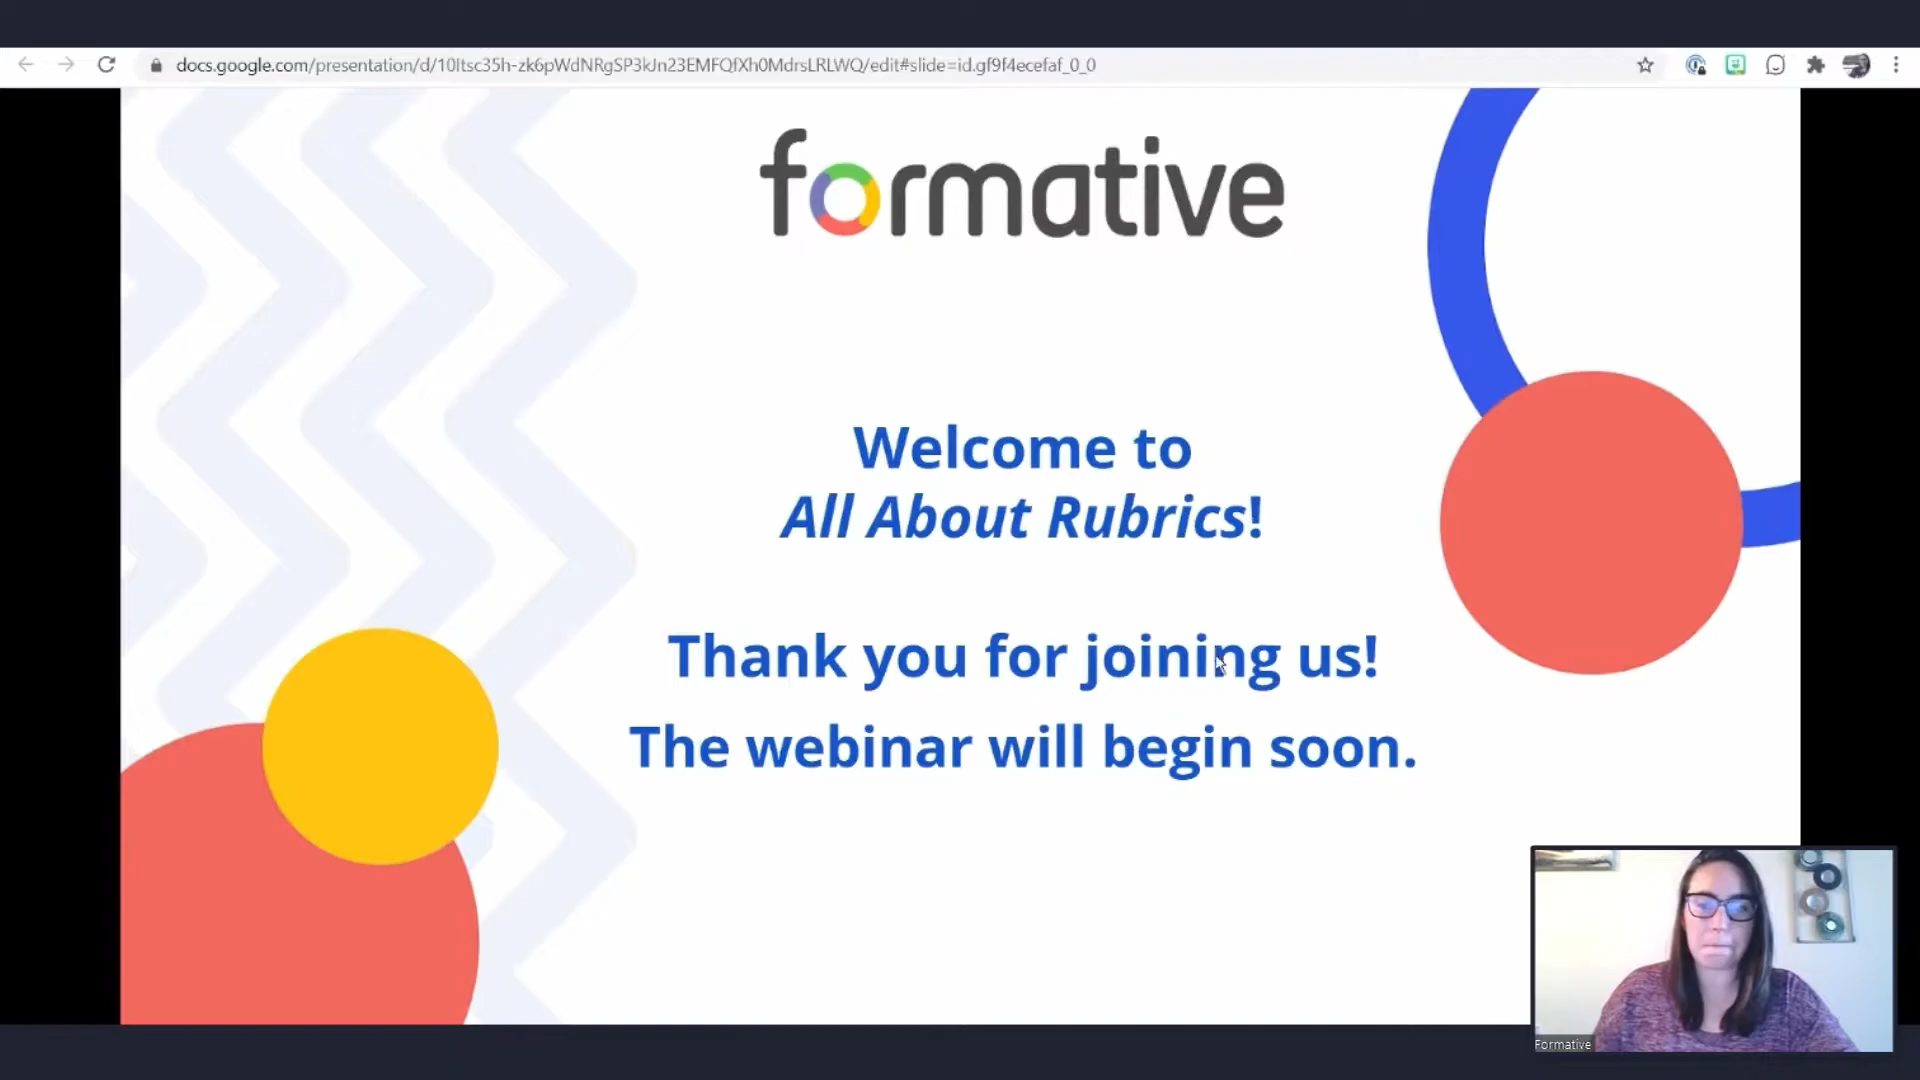 docs.google.com/presentation/d/10Itsc35h-zk6pWdNRgSP3kJn23EMFQfXh0MdrsLRLWQ/edit#slide=id.gf9f4ecefaf_0_0
formative
Welcome to
All About Rubrics!
Thank you for joining us!
The webinar will begin soon.
Formative